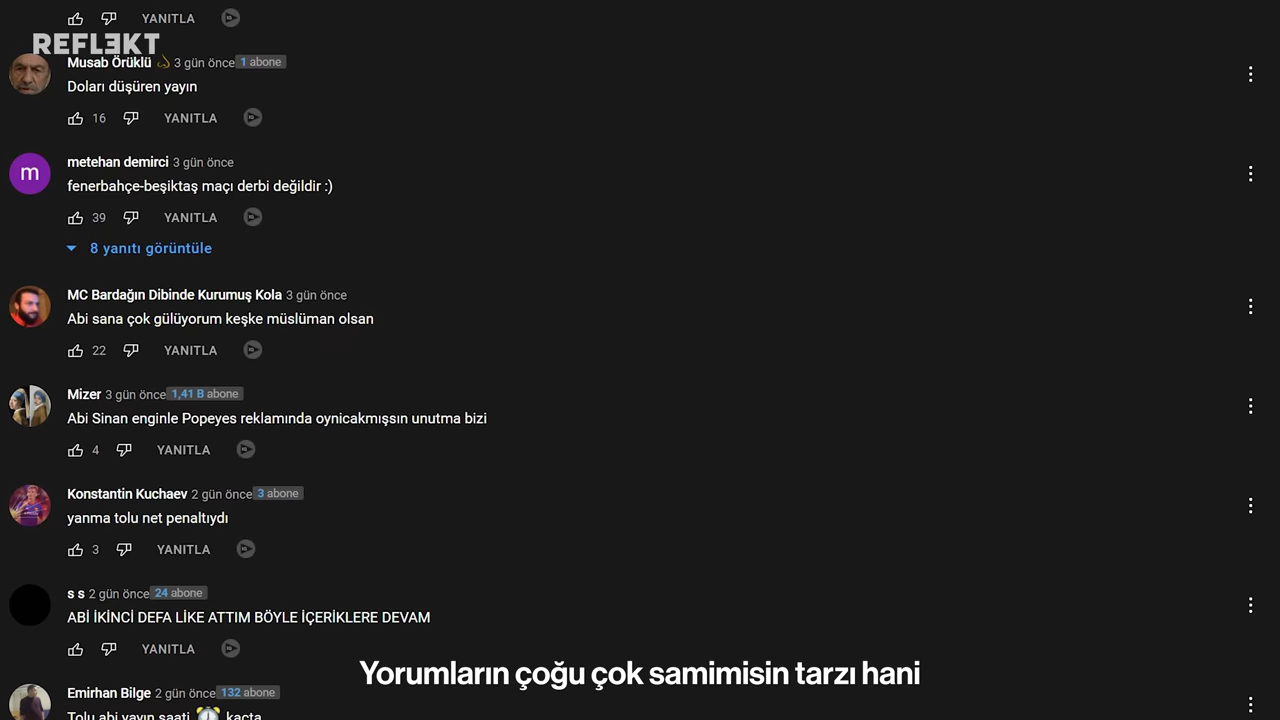 YANITLA
REFLEKT
Musab Örüklü 3 gün önce 1 abone
Doları düşüren yayın
16 YANITLA
m
metehan demirci 3 gün önce
fenerbahçe-beşiktaş maçı derbi değildir :)
39 YANITLA
8 yanıtı görüntüle
MC Bardağın Dibinde Kurumuş Kola 3 gün önce
Abi sana çok gülüyorum keşke müslüman olsan
22 YANITLA
Mizer 3 gün önce 1,41 B abone
Abi Sinan enginle Popeyes reklamında oynicakmışsın unutma bizi
4 YANITLA
Konstantin Kuchaev 2 gün önce 3 abone
yanma tolu net penaltıydı
3 YANITLA
s s 2 gün önce 24 abone
ABİ İKİNCİ DEFA LİKE ATTIM BÖYLE İÇERİKLERE DEVAM
YANITLA
Yorumların çoğu çok samimisin tarzı hani
Emirhan Bilge 2 gün önce 132 abone
Tolu abi yayın saati ⏰ kaçta